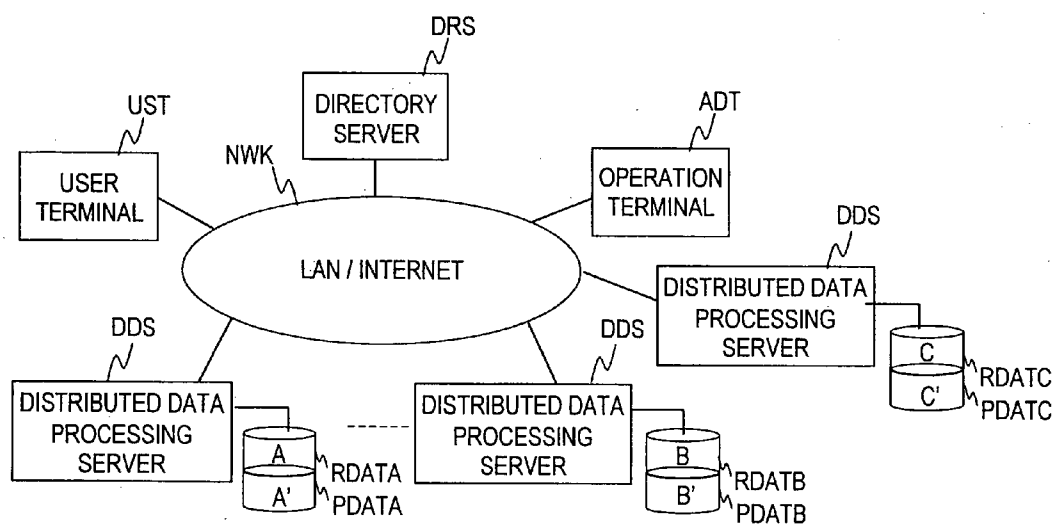 DRS
DIRECTORY
SERVER
UST
USER
TERMINAL
NWK
ADT
OPERATION
TERMINAL
LAN / INTERNET
DDS
DISTRIBUTED DATA
PROCESSING
SERVER
C
C'
RDATC
PDATC
DDS
DISTRIBUTED DATA
PROCESSING
SERVER
A
A'
RDATA
PDATA
DDS
DISTRIBUTED DATA
PROCESSING
SERVER
B
B'
RDATB
PDATB